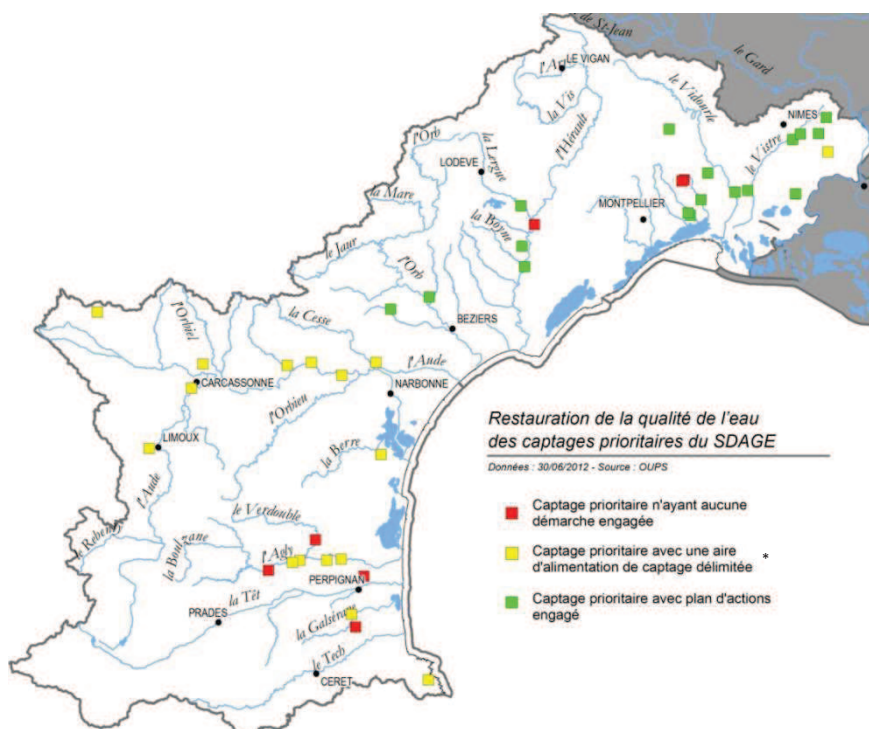 de St-Jean
le Gard
l'Ar
LE VIGAN
la Vis
le Vidourle
NIMES
l'Orb
la Lergue
l'Hérault
le Vistre
LODEVE
la Mare
MONTPELLIER
la Boyne
le Jaur
l'Orb
l'Orbiel
la Cesse
BEZIERS
l'Aude
CARCASSONNE
NARBONNE
l'Orbieu
LIMOUX
la Berre
l'Aude
le Verdouble
le Rebenty
la Boulzane
l'Agly
PERPIGNAN
la Têt
PRADES
le Tech
CERET
Restauration de la qualité de l'eau
des captages prioritaires du SDAGE
Données : 30/06/2012 - Source : OUPS
Captage prioritaire n'ayant aucune
démarche engagée
Captage prioritaire avec une aire *
d'alimentation de captage délimitée
Captage prioritaire avec plan d'actions
engagé